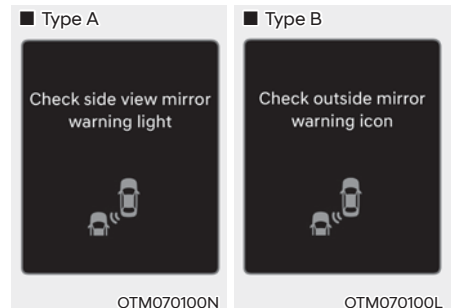 ■ Type A
Check side view mirror
warning light
OTM070100N
■ Type B
Check outside mirror
warning icon
OTM070100L